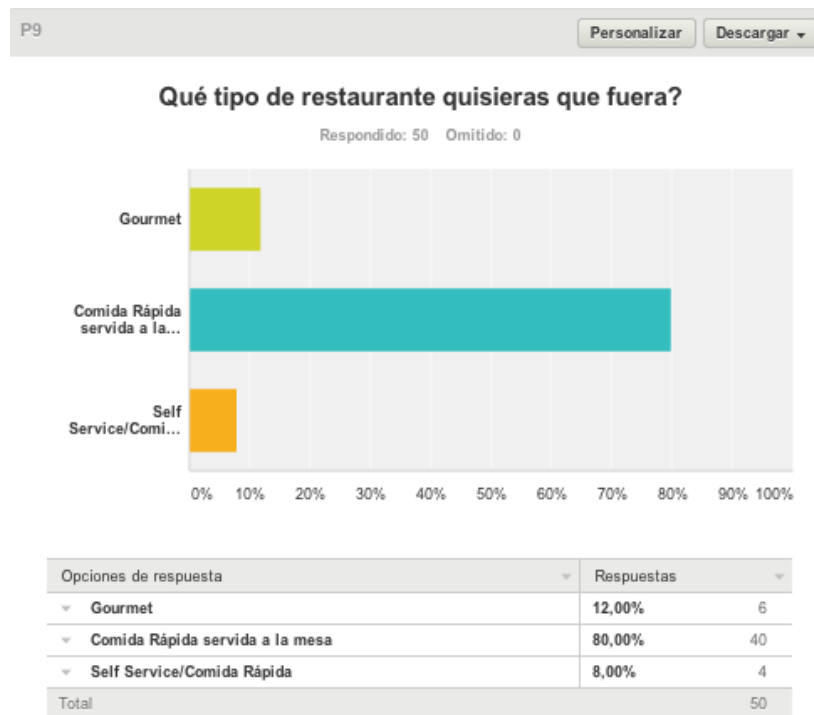 P9
Personalizar Descargar
Qué tipo de restaurante quisieras que fuera?
Respondido: 50 Omitido: 0
Gourmet
Comida Rápida
servida a la...
Self
Service/Comi...
0% 10% 20% 30% 40% 50% 60% 70% 80% 90% 100%
Opciones de respuesta Respuestas
Gourmet 12,00% 6
Comida Rápida servida a la mesa 80,00% 40
Self Service/Comida Rápida 8,00% 4
Total 50